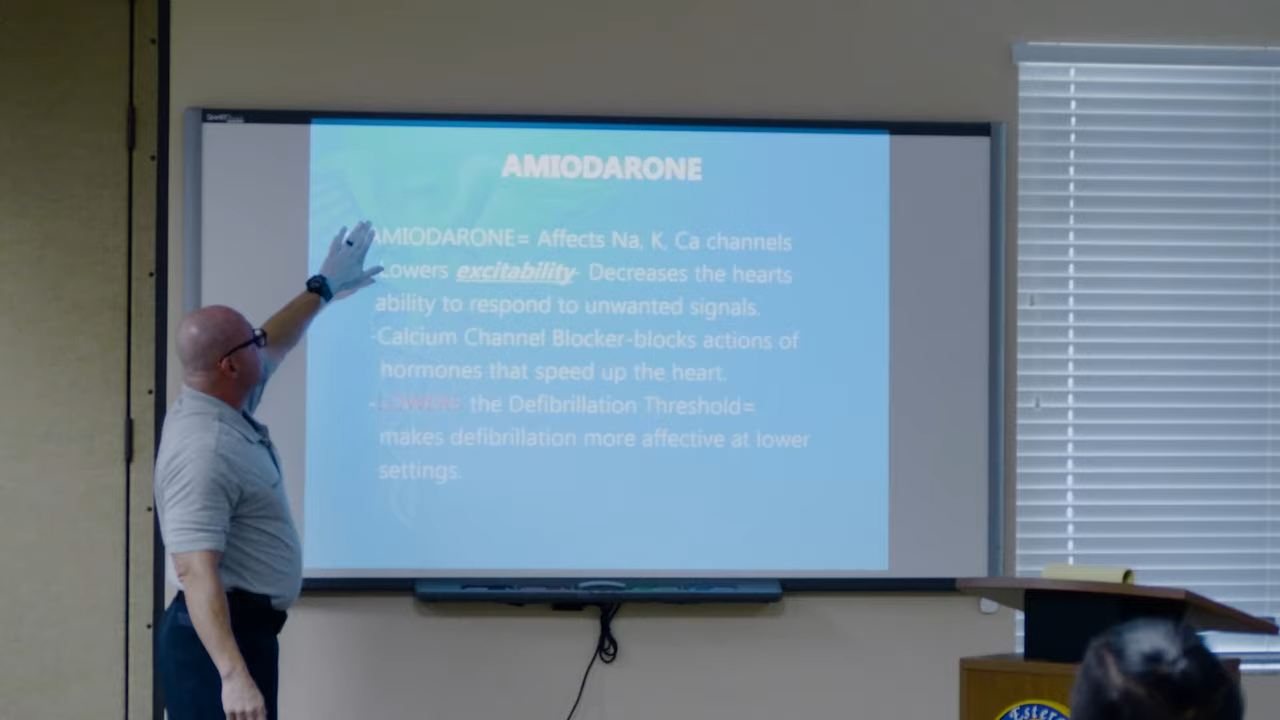 AMIODARONE
AMIODARONE= Affects Na, K, Ca channels
Lowers excitability- Decreases the hearts
ability to respond to unwanted signals.
-Calcium Channel Blocker-blocks actions of
hormones that speed up the heart.
- the Defibrillation Threshold=
makes defibrillation more affective at lower
settings.
Estero